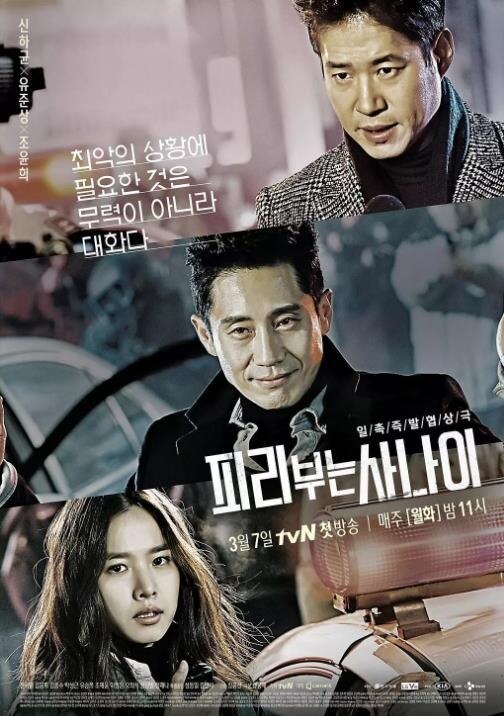 신하균×유준상×조윤희
최악의 상황에
필요한 것은
무력이 아니라
대화다
일/촉/즉/발/협/상/극
피리부는 사나이
3월 7일 tvN 첫방송 | 매주 [월화] 밤 11시
tvN
KIA